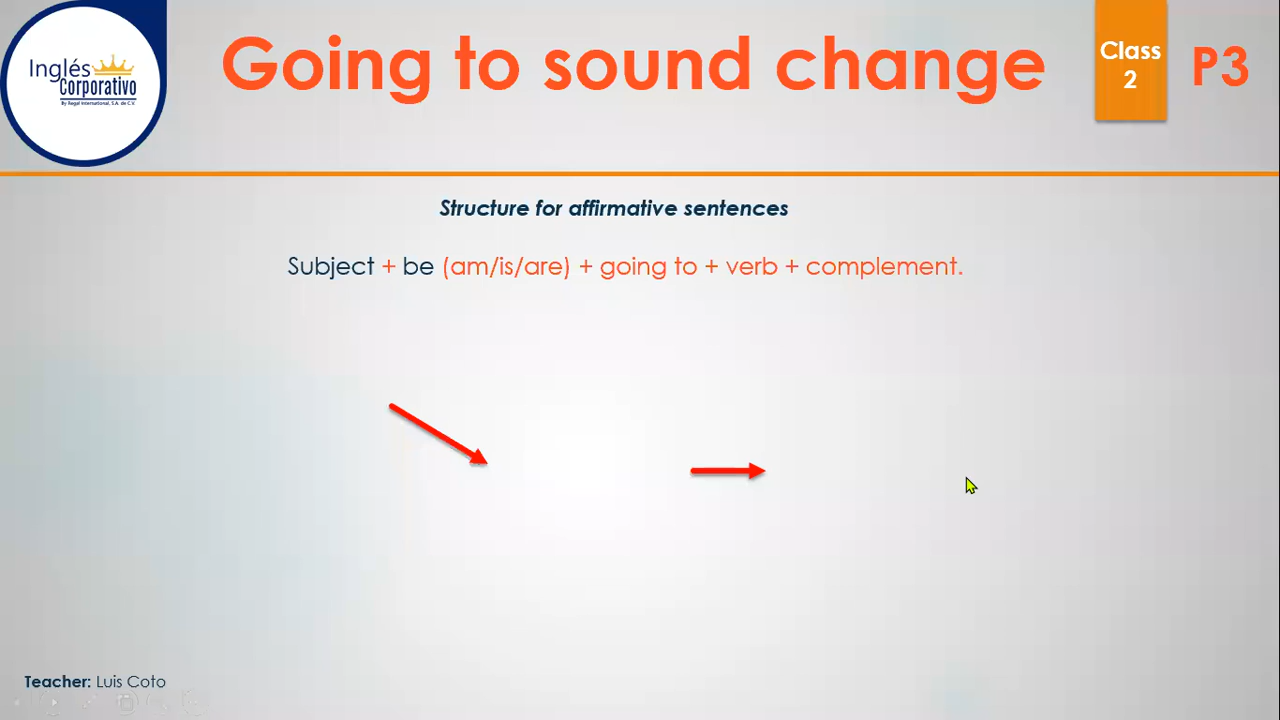 Inglés
Corporativo
By Regal International, S.A. de C.V.
Going to sound change
Class
2
P3
Structure for affirmative sentences
Subject + be (am/is/are) + going to + verb + complement.
Teacher: Luis Coto